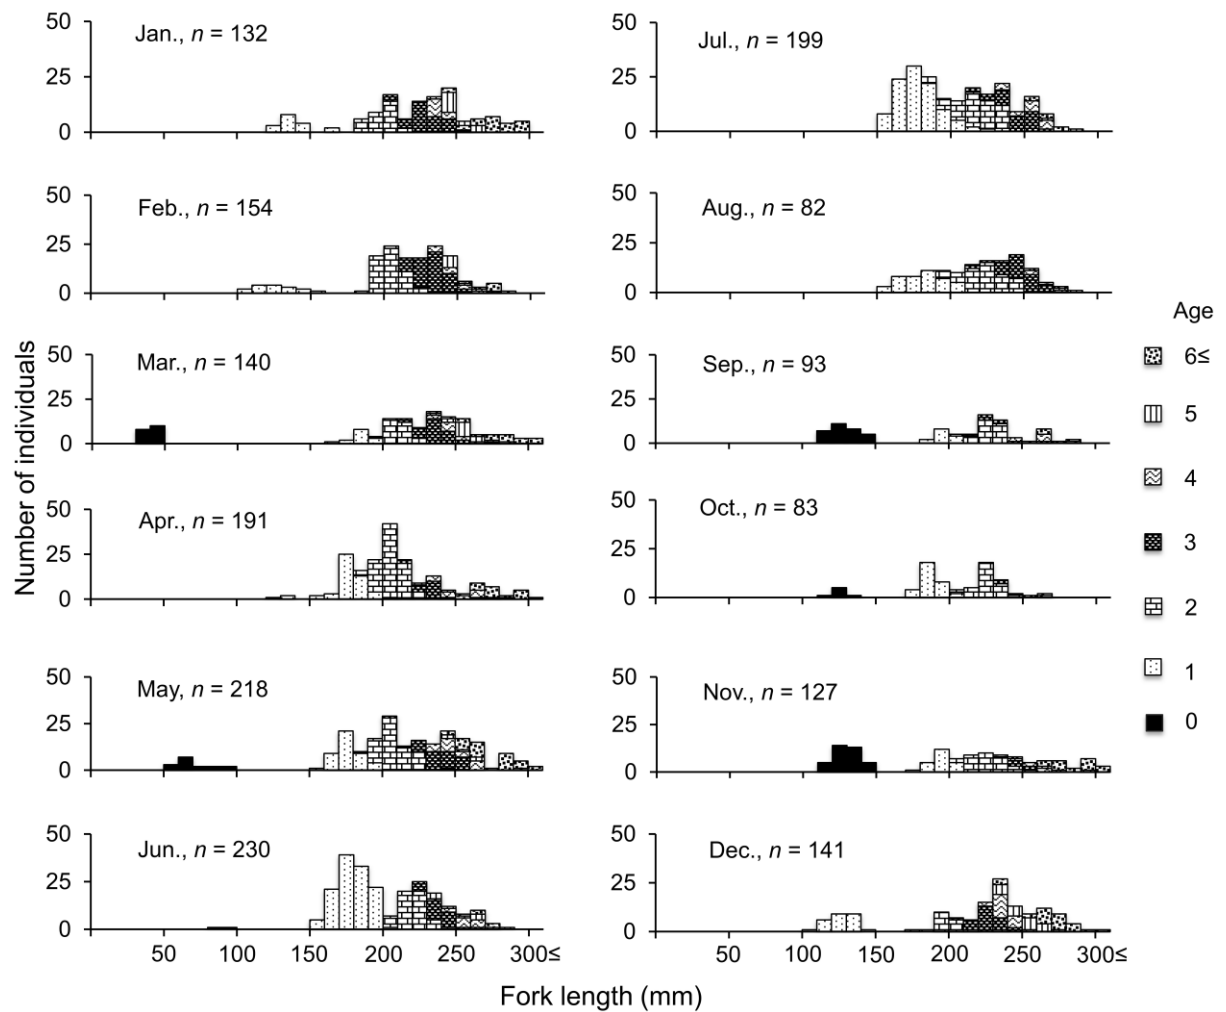 Number of individuals
Jan., n = 132
50
25
0
Feb., n = 154
50
25
0
Mar., n = 140
50
25
0
Apr., n = 191
50
25
0
May, n = 218
50
25
0
Jun., n = 230
50
25
0
50 100 150 200 250 300≤
Jul., n = 199
50
25
0
Aug., n = 82
50
25
0
Sep., n = 93
50
25
0
Oct., n = 83
50
25
0
Nov., n = 127
50
25
0
Dec., n = 141
50
25
0
50 100 150 200 250 300≤
Fork length (mm)
Age
6≤
5
4
3
2
1
0